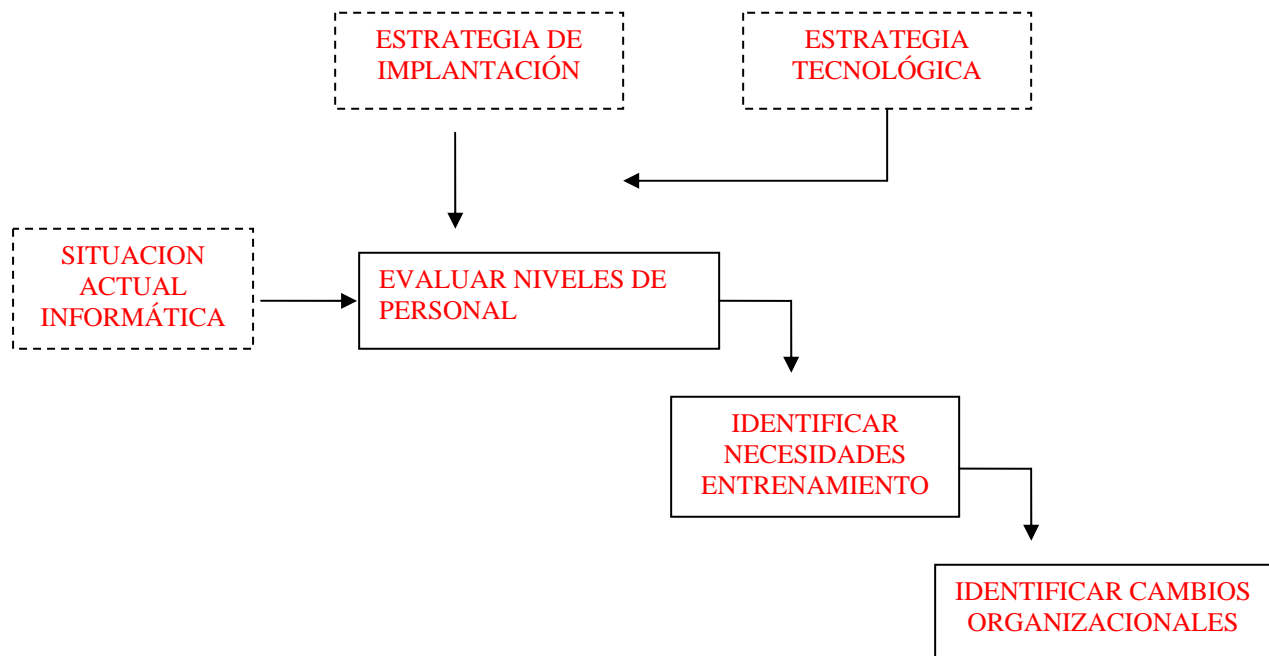 ESTRATEGIA DE
IMPLANTACIÓN
ESTRATEGIA
TECNOLÓGICA
SITUACION
ACTUAL
INFORMÁTICA
EVALUAR NIVELES DE
PERSONAL
IDENTIFICAR
NECESIDADES
ENTRENAMIENTO
IDENTIFICAR CAMBIOS
ORGANIZACIONALES